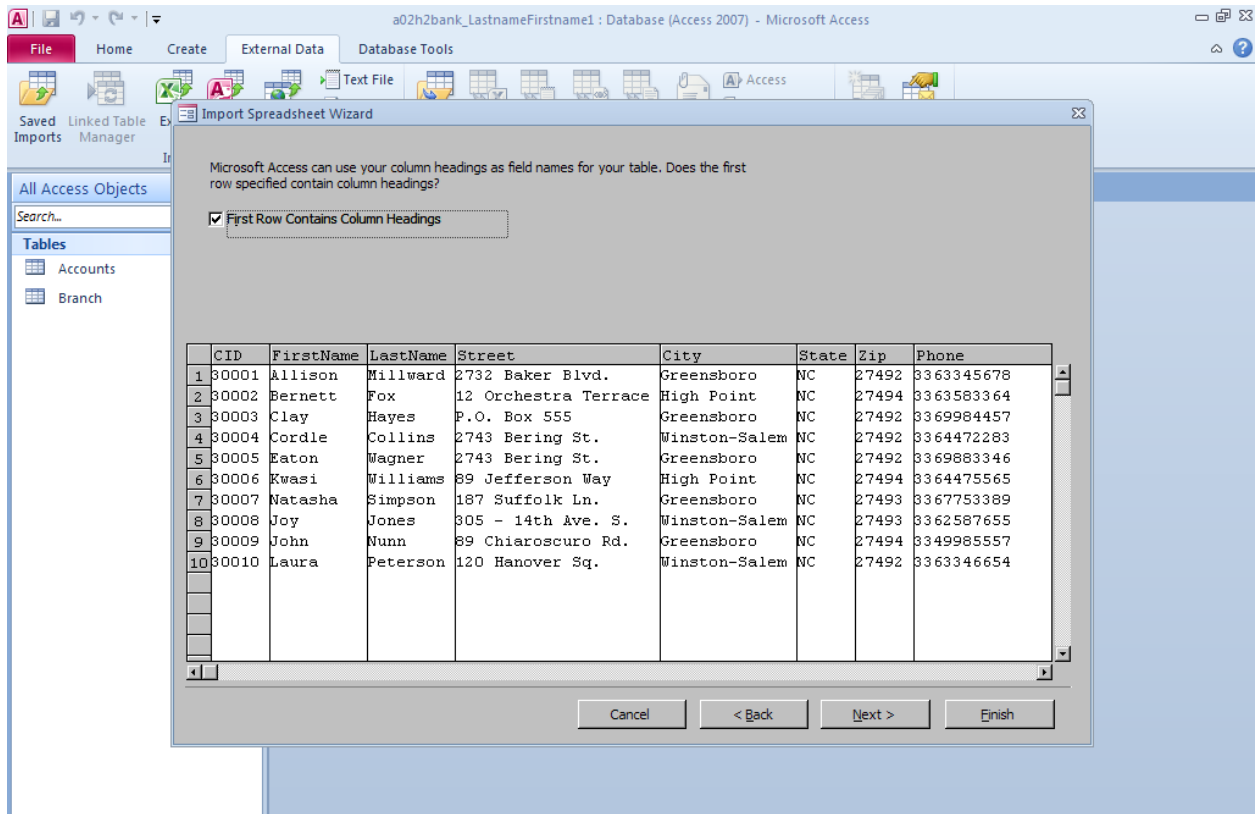 a02h2bank_LastnameFirstname1 : Database (Access 2007) - Microsoft Access
File Home Create External Data Database Tools
Text File
Access
Saved Imports
Linked Table Manager
Import Spreadsheet Wizard
Microsoft Access can use your column headings as field names for your table. Does the first
row specified contain column headings?
First Row Contains Column Headings
All Access Objects
Search...
Tables
Accounts
Branch
CID FirstName LastName Street City State Zip Phone
1 30001 Allison Millward 2732 Baker Blvd. Greensboro NC 27492 3363345678
2 30002 Bernett Fox 12 Orchestra Terrace High Point NC 27494 3363583364
3 30003 Clay Hayes P.O. Box 555 Greensboro NC 27492 3369984457
4 30004 Cordle Collins 2743 Bering St. Winston-Salem NC 27492 3364472283
5 30005 Eaton Wagner 2743 Bering St. Greensboro NC 27492 3369883346
6 30006 Kwasi Williams 89 Jefferson Way High Point NC 27494 3364475565
7 30007 Natasha Simpson 187 Suffolk Ln. Greensboro NC 27493 3367753389
8 30008 Joy Jones 305 - 14th Ave. S. Winston-Salem NC 27493 3362587655
9 30009 John Nunn 89 Chiaroscuro Rd. Greensboro NC 27494 3349985557
10 30010 Laura Peterson 120 Hanover Sq. Winston-Salem NC 27492 3363346654
Cancel < Back Next > Finish